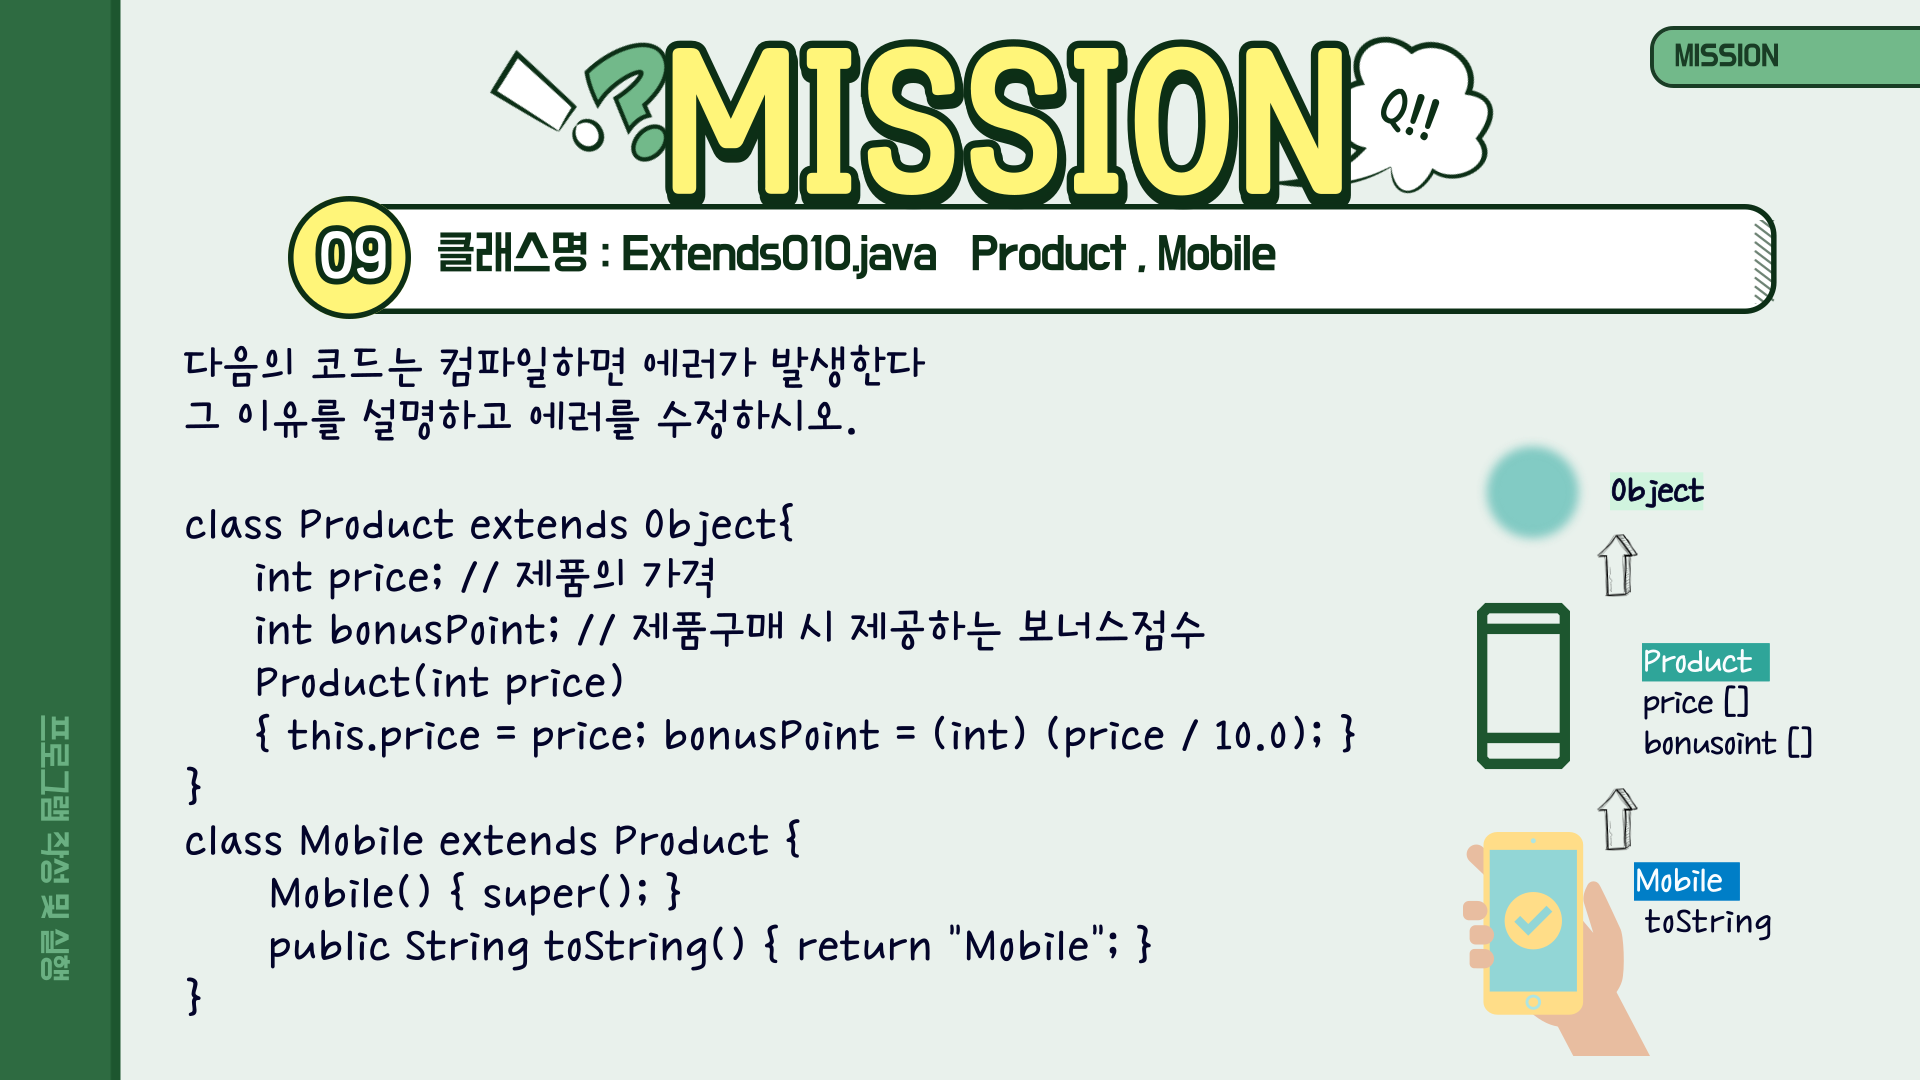 MISSION
!?
MISSION
Q!!
09
클래스명 : Extends010.java   Product , Mobile
다음의 코드는 컴파일하면 에러가 발생한다
그 이유를 설명하고 에러를 수정하시오.
class Product extends Object{
int price; // 제품의 가격
int bonusPoint; // 제품구매 시 제공하는 보너스점수
Product(int price)
{ this.price = price; bonusPoint = (int) (price / 10.0); }
}
class Mobile extends Product {
Mobile() { super(); }
public String toString() { return "Mobile"; }
}
Object
Product
price []
bonusoint []
Mobile
toString
프로그램 작성 및 실행